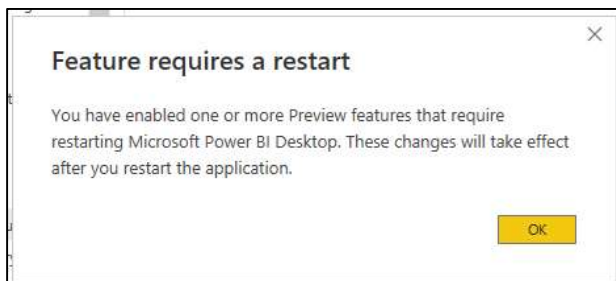 Feature requires a restart
You have enabled one or more Preview features that require
restarting Microsoft Power BI Desktop. These changes will take effect
after you restart the application.
OK